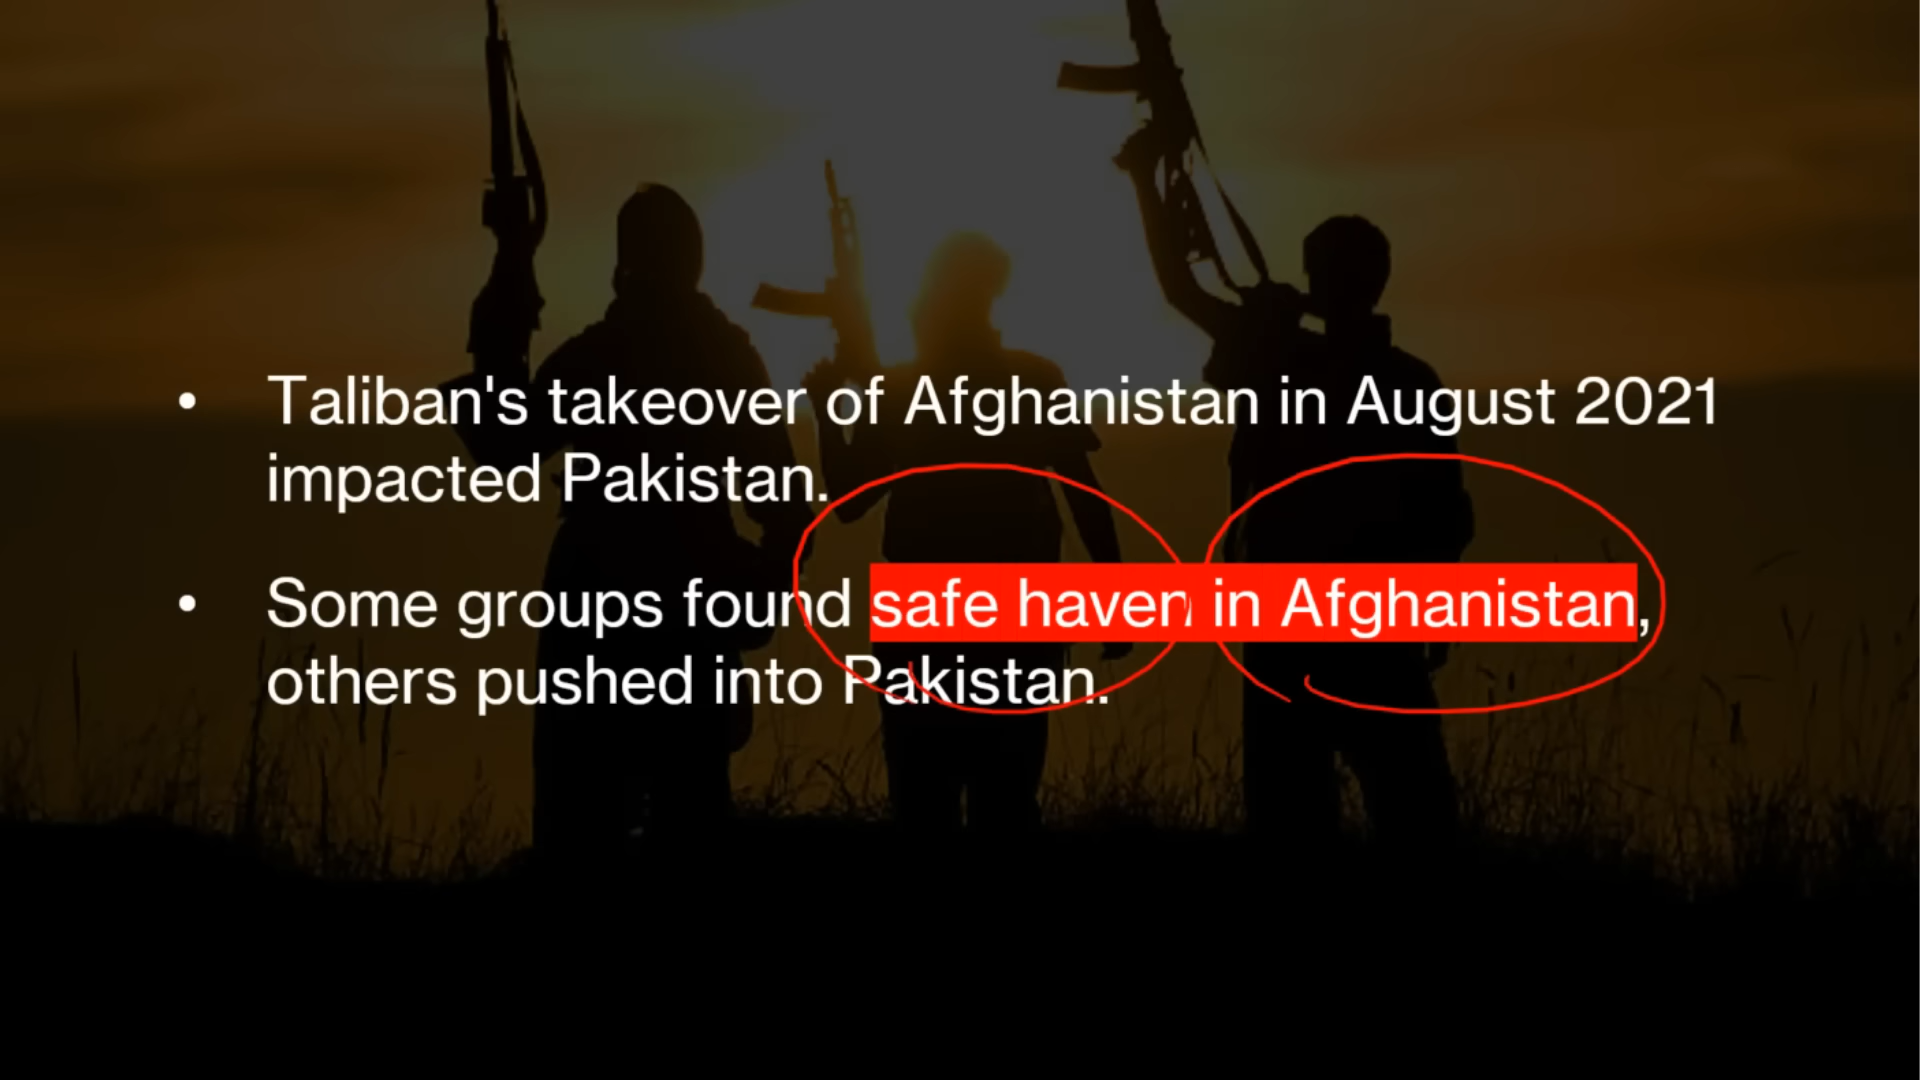 • Taliban's takeover of Afghanistan in August 2021
impacted Pakistan.
• Some groups found safe haven in Afghanistan,
others pushed into Pakistan.